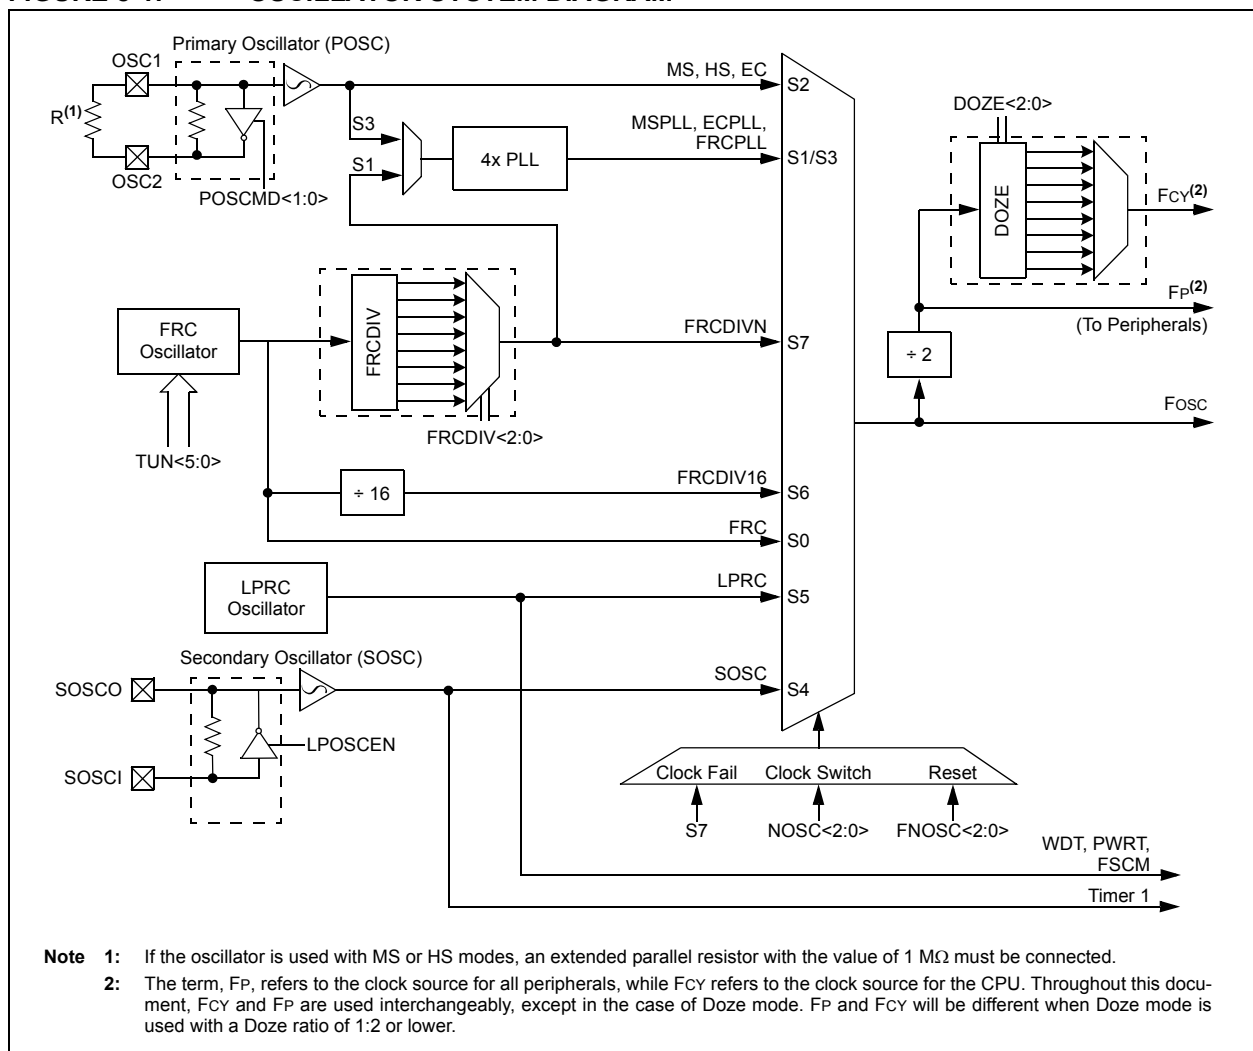 Primary Oscillator (POSC)
OSC1
R(1)
OSC2
POSCMD<1:0>
S3
S1
4x PLL
MS, HS, EC
S2
MSPLL, ECPLL,
FRCPLL
S1/S3
DOZE<2:0>
DOZE
FCY(2)
FP(2)
(To Peripherals)
÷ 2
FOSC
FRC
Oscillator
TUN<5:0>
FRCDIV
FRCDIV<2:0>
FRCDIVN
S7
÷ 16
FRCDIV16
S6
FRC
S0
LPRC
Oscillator
LPRC
S5
Secondary Oscillator (SOSC)
SOSCO
SOSCI
LPOSCEN
SOSC
S4
Clock Fail Clock Switch Reset
S7 NOSC<2:0> FNOSC<2:0>
WDT, PWRT,
FSCM
Timer 1
Note 1: If the oscillator is used with MS or HS modes, an extended parallel resistor with the value of 1 MΩ must be connected.
2: The term, FP, refers to the clock source for all peripherals, while FCY refers to the clock source for the CPU. Throughout this docu-
ment, FCY and FP are used interchangeably, except in the case of Doze mode. FP and FCY will be different when Doze mode is
used with a Doze ratio of 1:2 or lower.